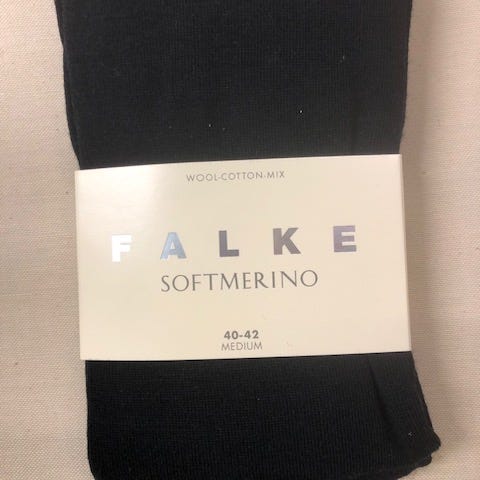 WOOL-COTTON-MIX
FALKE
SOFTMERINO
40-42
MEDIUM